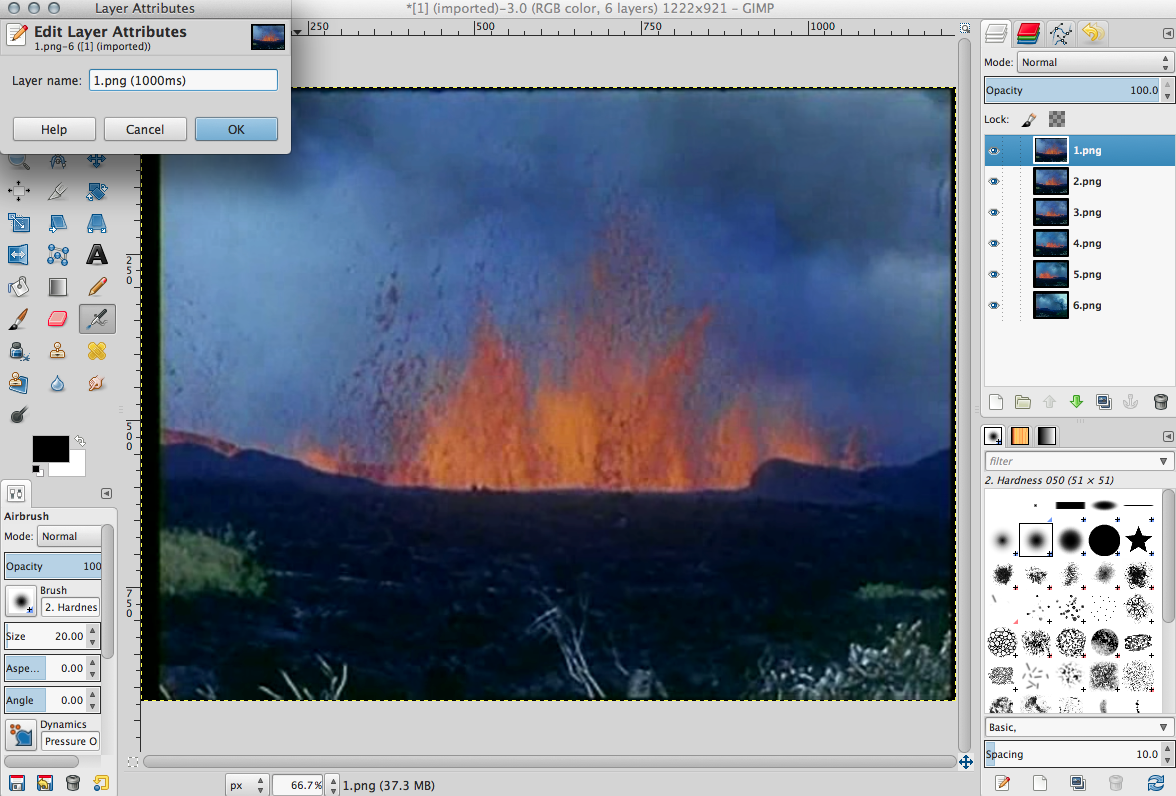 Layer Attributes
*[1] (imported)-3.0 (RGB color, 6 layers) 1222x921 – GIMP
Edit Layer Attributes
1.png-6 ([1] (imported))
Layer name: 1.png (1000ms)
Help Cancel OK
250 500 750 1000
250
500
750
Mode: Normal
Opacity 100.0
Lock:
1.png
2.png
3.png
4.png
5.png
6.png
filter
2. Hardness 050 (51 × 51)
Basic,
Spacing 10.0
Airbrush
Mode: Normal
Opacity 100
Brush
2. Hardnes
Size 20.00
Aspe... 0.00
Angle 0.00
Dynamics
Pressure O
px 66.7% 1.png (37.3 MB)